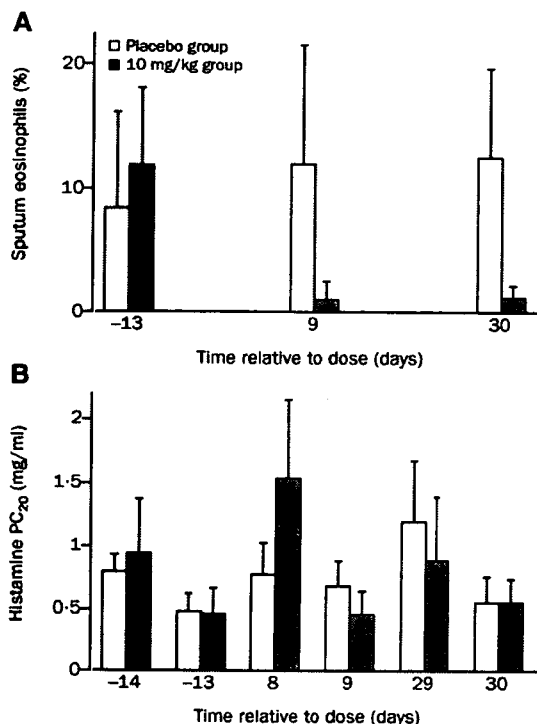 A
Placebo group
10 mg/kg group
Sputum eosinophils (%)
20
10
0
−13
9
30
Time relative to dose (days)
B
Histamine PC20 (mg/ml)
2
1·5
1
0·5
0
−14
−13
8
9
29
30
Time relative to dose (days)